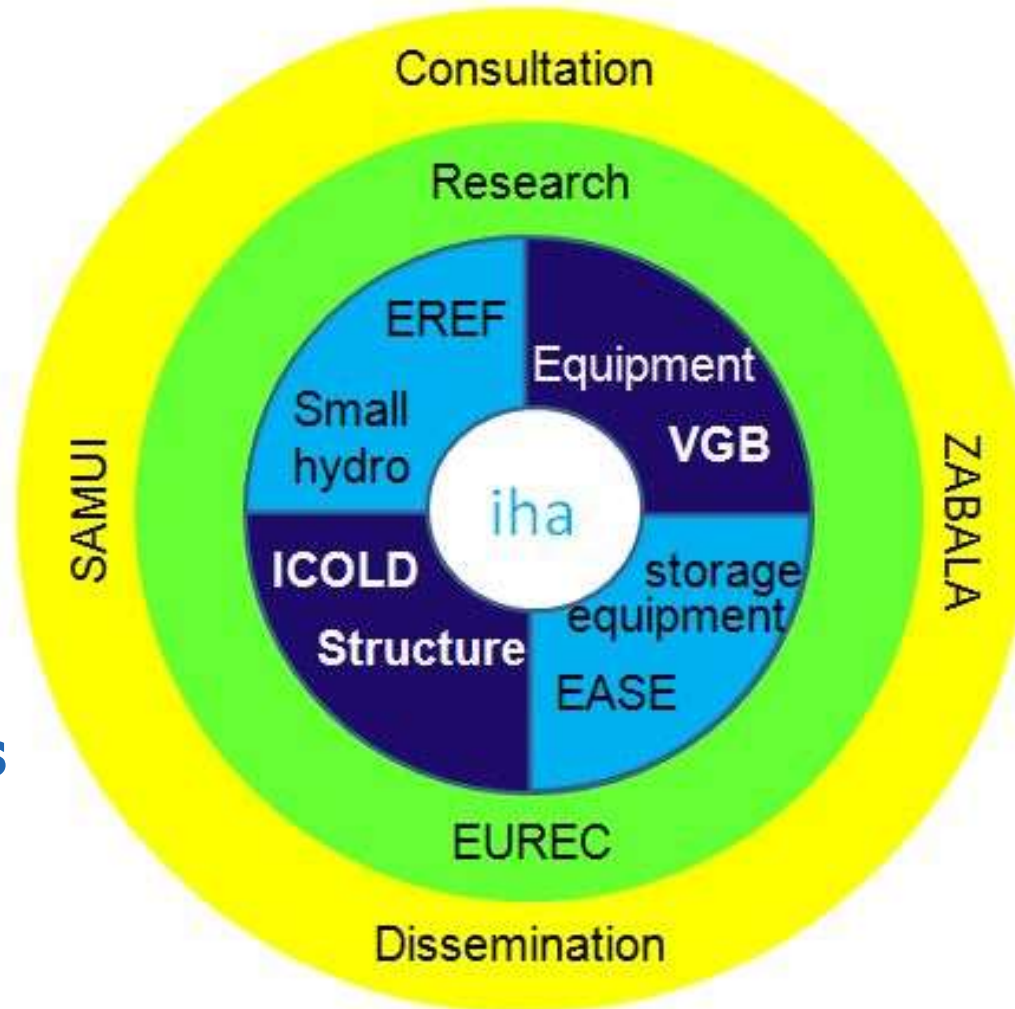 Consultation
Research
EREF
Small
hydro
Equipment
VGB
iha
ICOLD
Structure
storage
equipment
EASE
SAMUI
ZABALA
s
EUREC
Dissemination